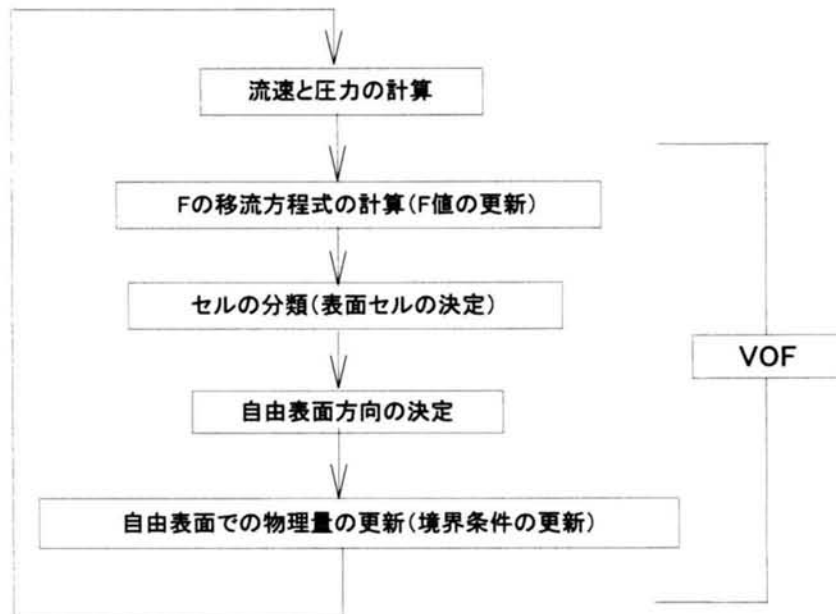 流速と圧力の計算
Fの移流方程式の計算(F値の更新)
セルの分類(表面セルの決定)
VOF
自由表面方向の決定
自由表面での物理量の更新(境界条件の更新)